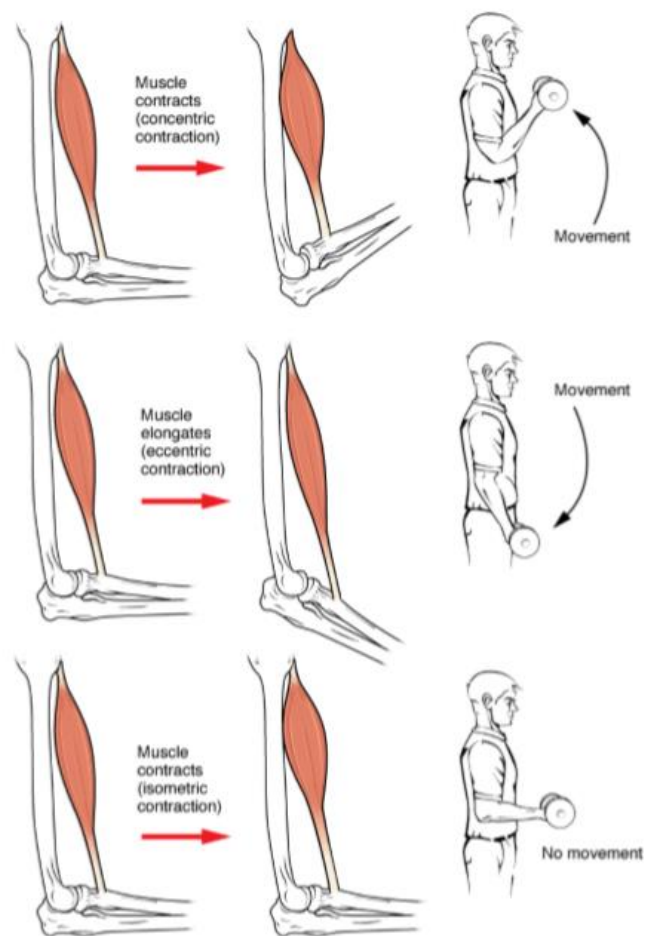 Muscle
contracts
(concentric
contraction)
Movement
Muscle
elongates
(eccentric
contraction)
Movement
Muscle
contracts
(isometric
contraction)
No movement